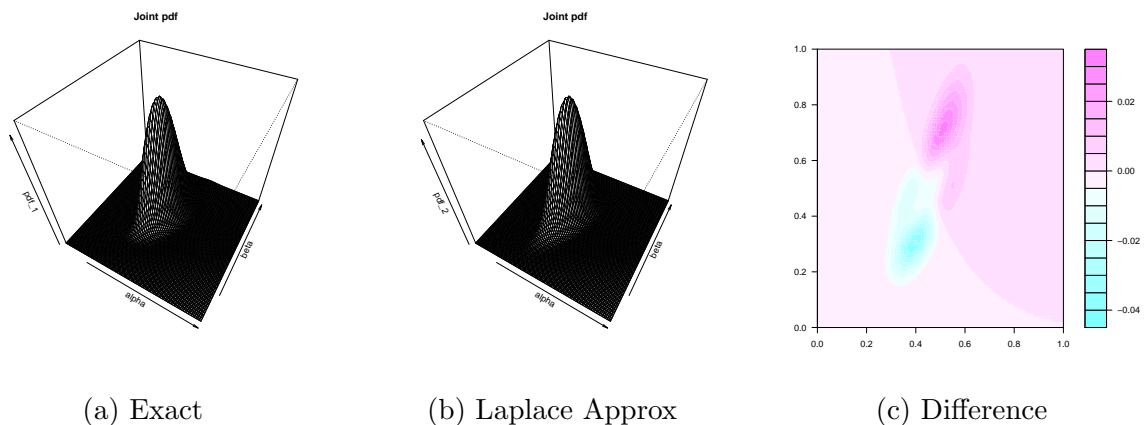 Joint pdf
pdf_1
alpha
beta
Joint pdf
pdf_2
alpha
beta
1.0
0.8
0.6
0.4
0.2
0.0
0.0 0.2 0.4 0.6 0.8 1.0
0.02
0.00
−0.02
−0.04
(a) Exact
(b) Laplace Approx
(c) Difference